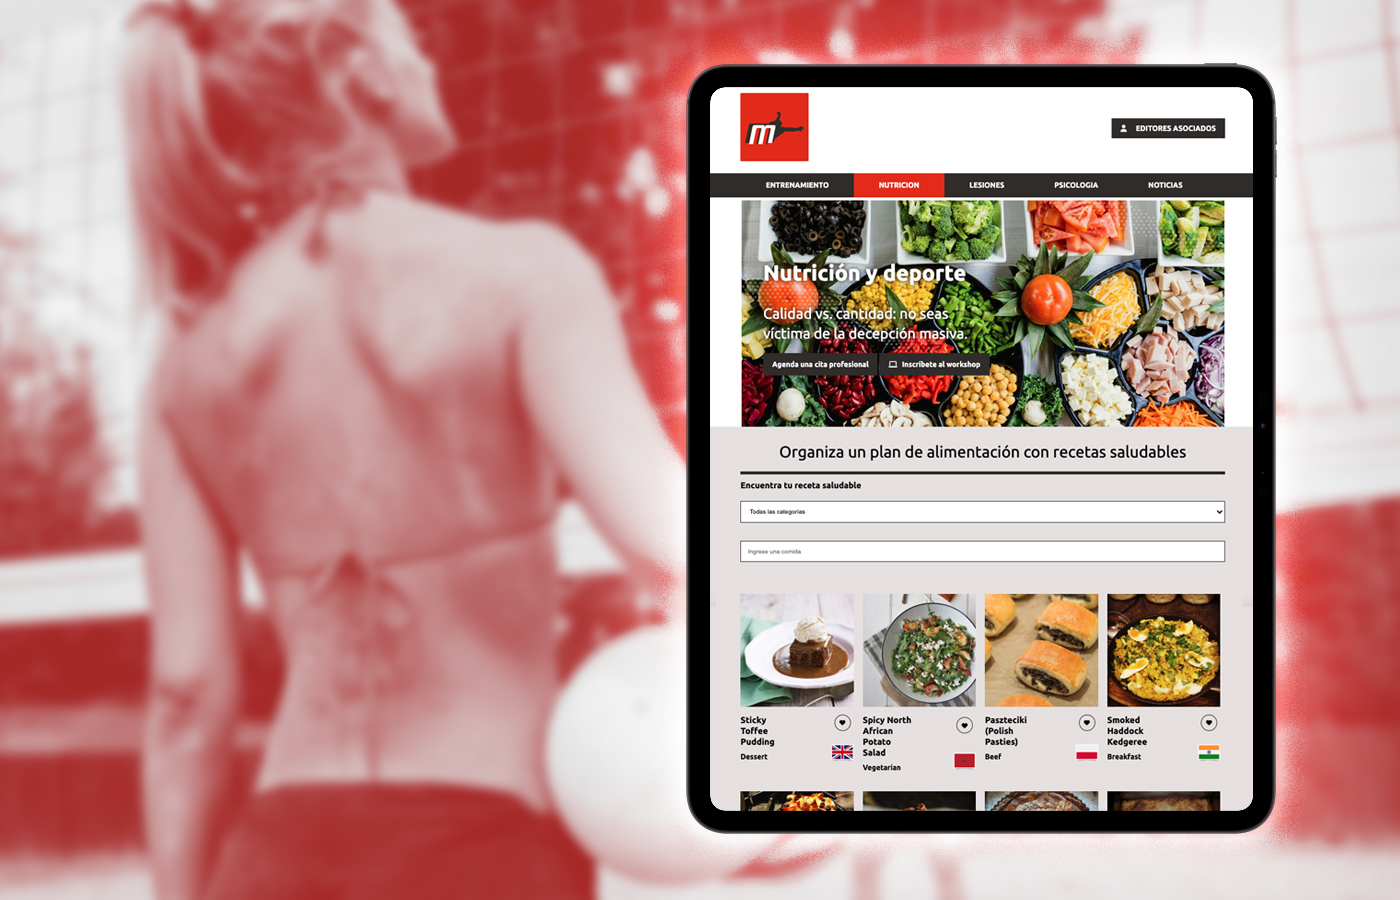 m
EDITORES ASOCIADOS
ENTRENAMIENTO NUTRICION LESIONES PSICOLOGIA NOTICIAS
Nutrición y deporte
Calidad vs. cantidad: no seas
víctima de la decepción masiva.
Agenda una cita profesional Inscríbete al workshop
Organiza un plan de alimentación con recetas saludables
Encuentra tu receta saludable
Todas las categorías
Ingrese una comida
Sticky
Toffee
Pudding
Dessert
Spicy North
African
Potato
Salad
Vegetarian
Paszteciki
(Polish
Pasties)
Beef
Smoked
Haddock
Kedgeree
Breakfast